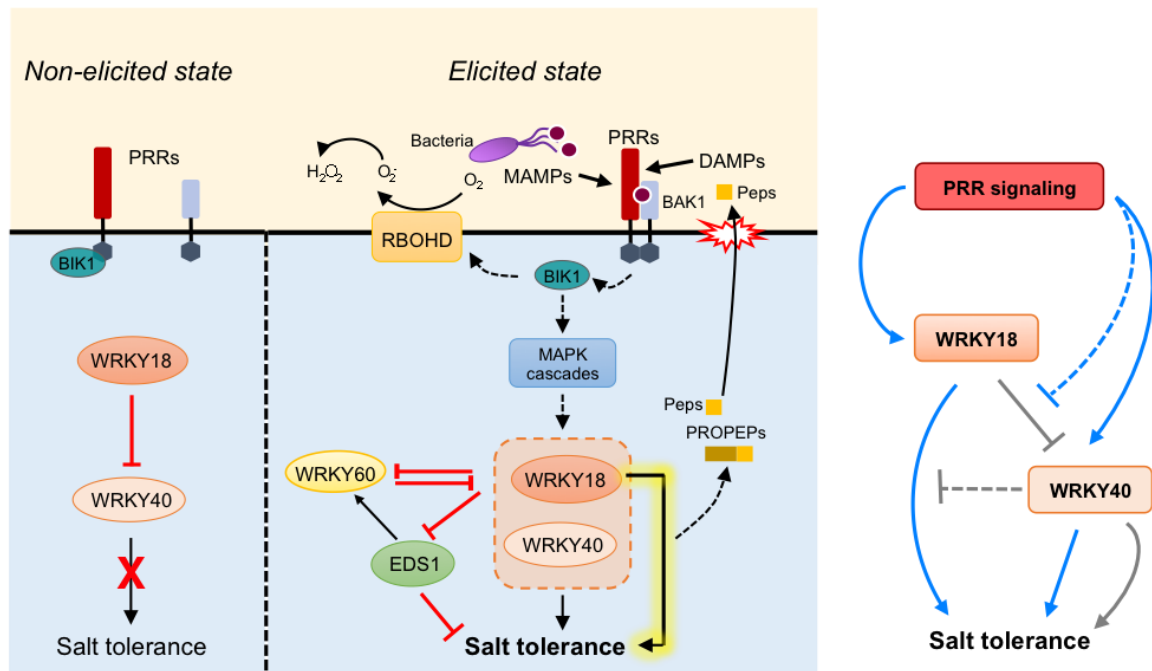 Non-elicited state
PRRs
BIK1
WRKY18
WRKY40
X
Salt tolerance
Elicited state
Bacteria
PRRs
H2O2
O2-
O2
MAMPs
DAMPs
BAK1
Peps
RBOHD
BIK1
MAPK
cascades
Peps
PROPEPs
WRKY60
WRKY18
WRKY40
EDS1
Salt tolerance
PRR signaling
WRKY18
WRKY40
Salt tolerance